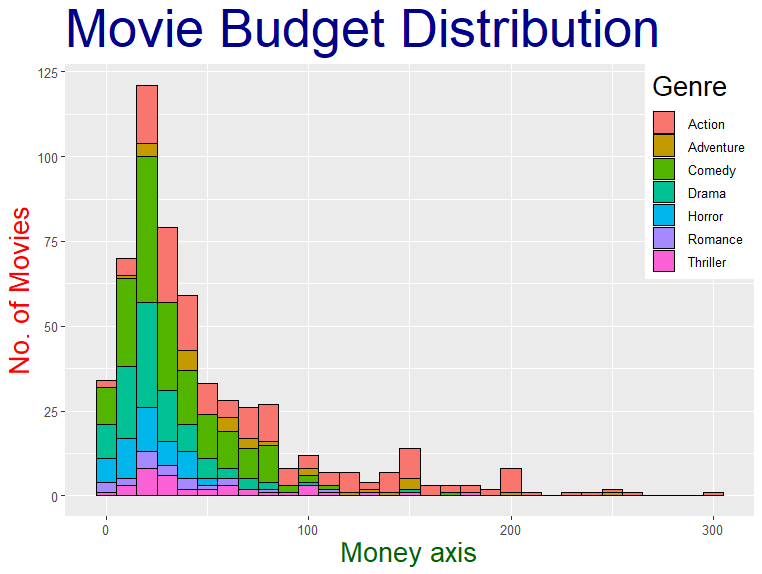 Movie Budget Distribution
No. of Movies
125
100
75
50
25
0
0
100
200
300
Money axis
Genre
Action
Adventure
Comedy
Drama
Horror
Romance
Thriller